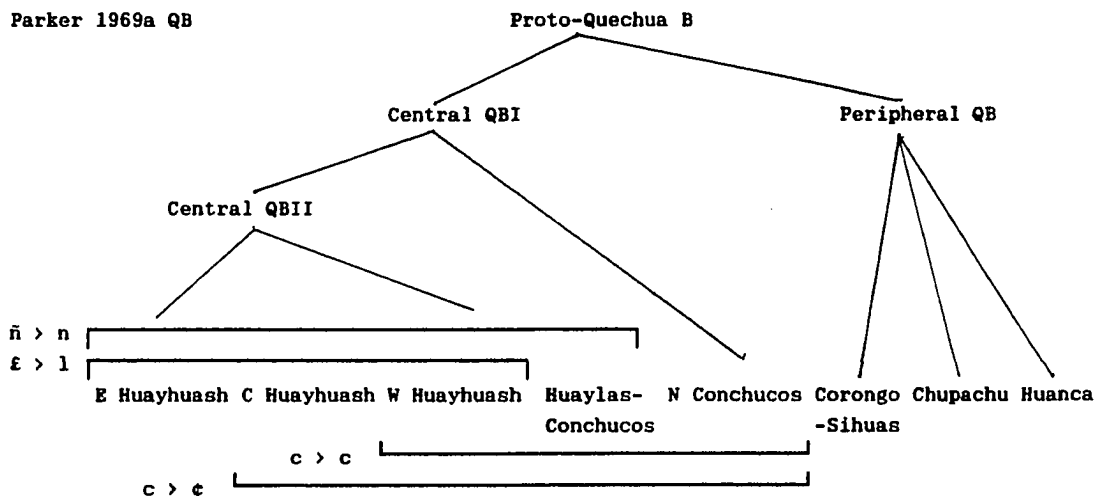 Parker 1969a QB Proto-Quechua B
Central QBI Peripheral QB
Central QBII
ñ > n
£ > l
E Huayhuash C Huayhuash W Huayhuash Huaylas- N Conchucos Corongo Chupachu Huanca
Conchucos -Sihuas
c > c
c > ¢